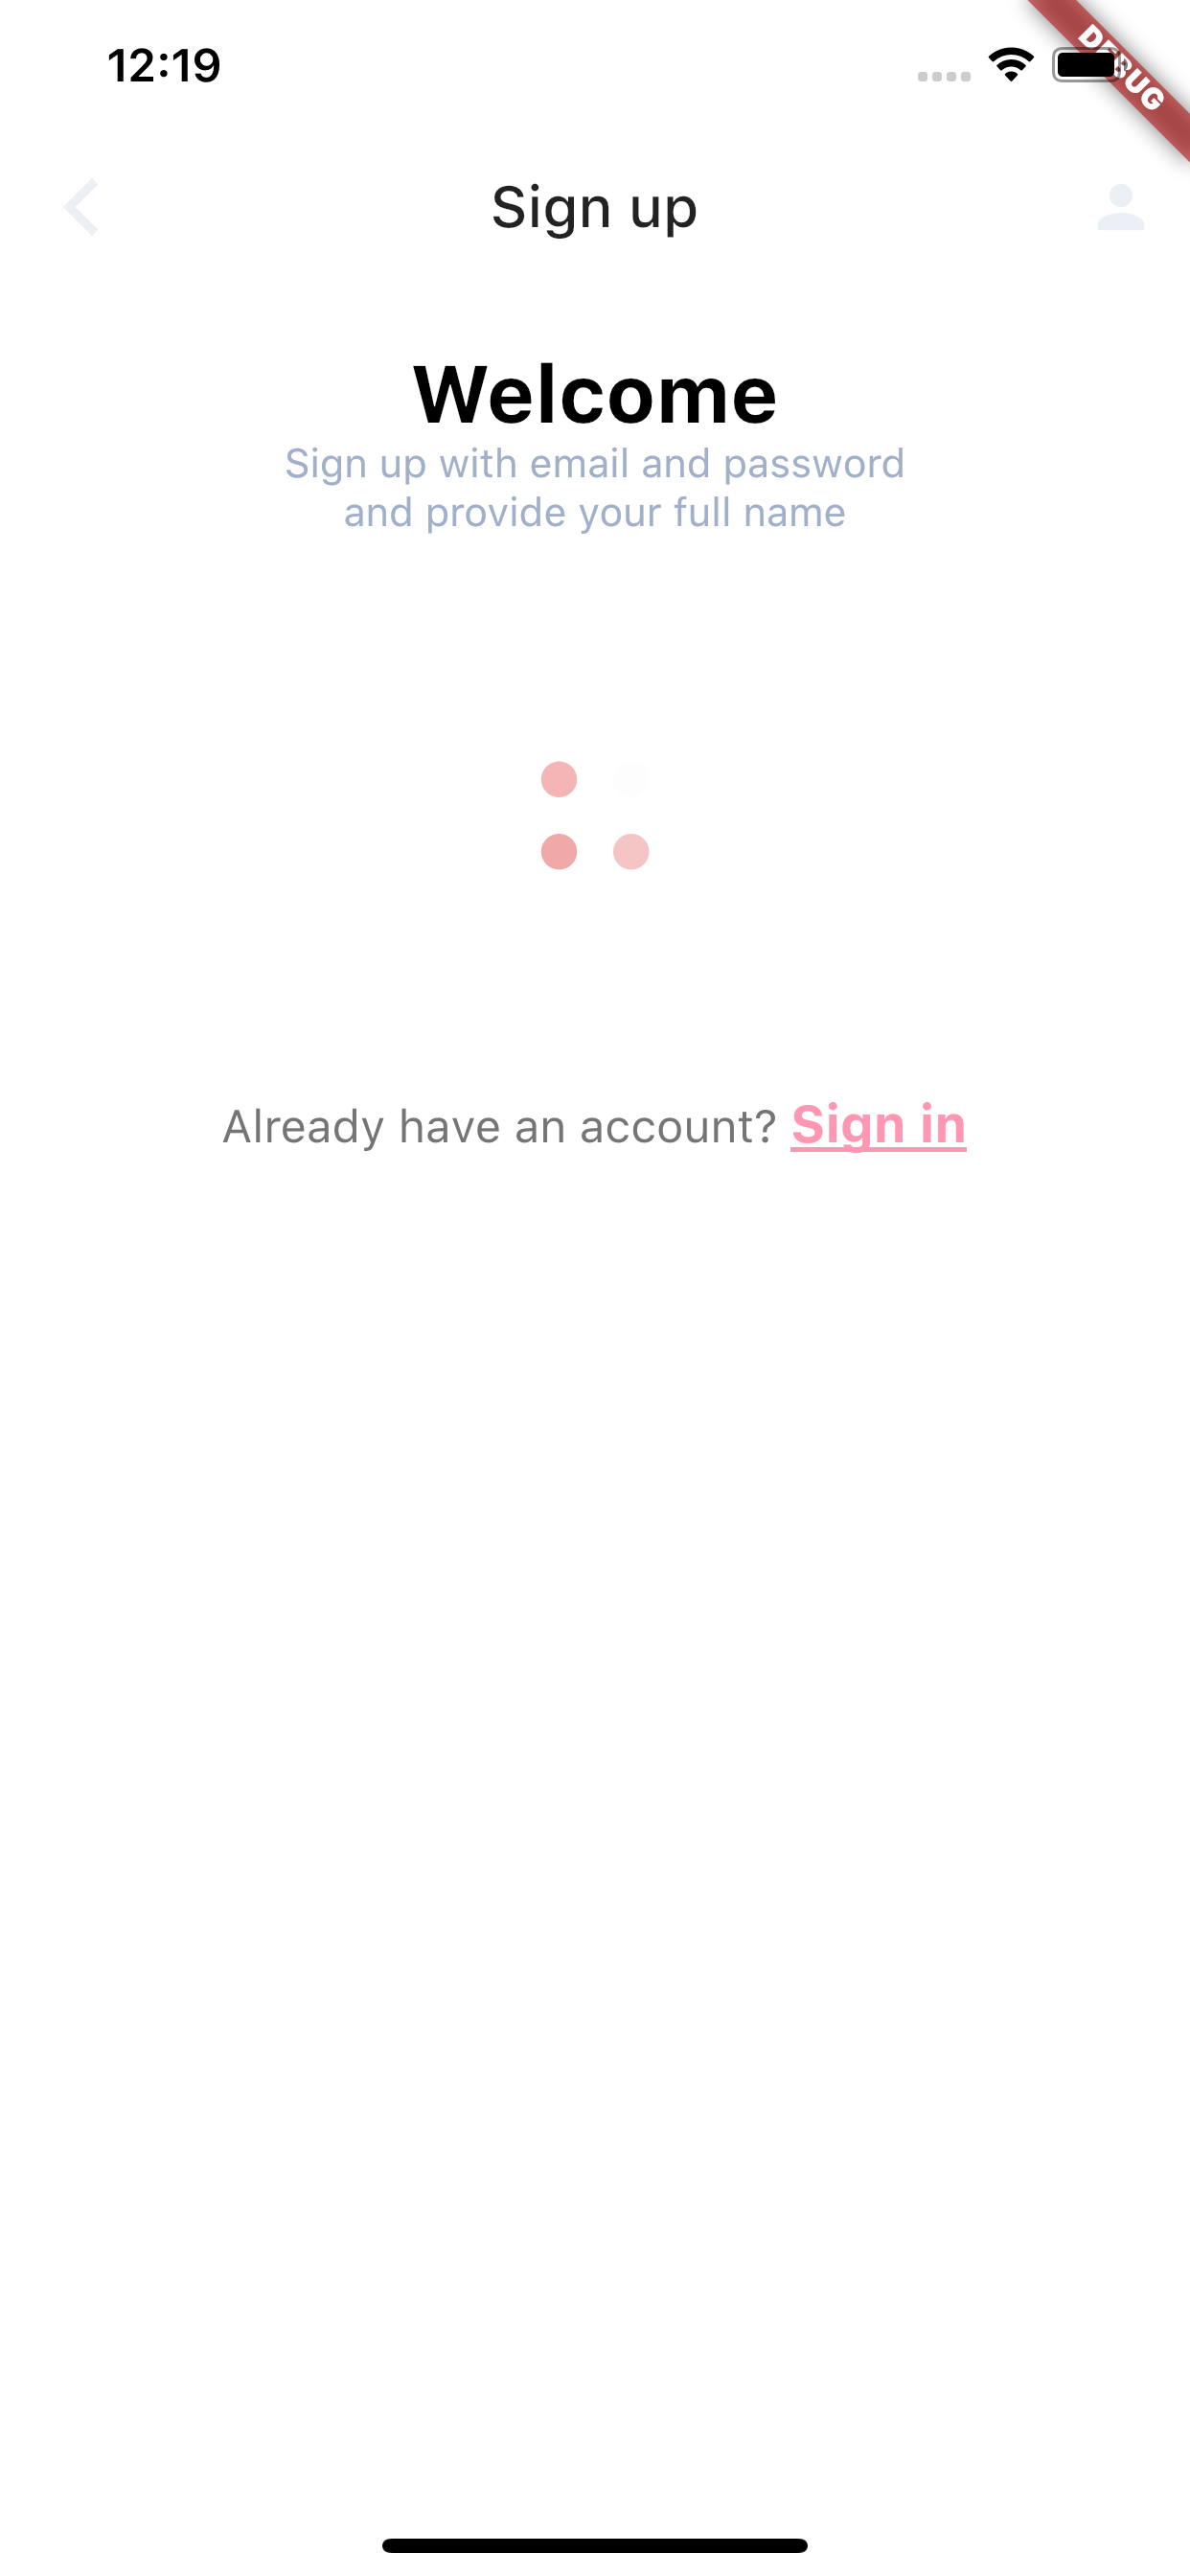 12:19
DEBUG
Sign up
Welcome
Sign up with email and password
and provide your full name
Already have an account? Sign in